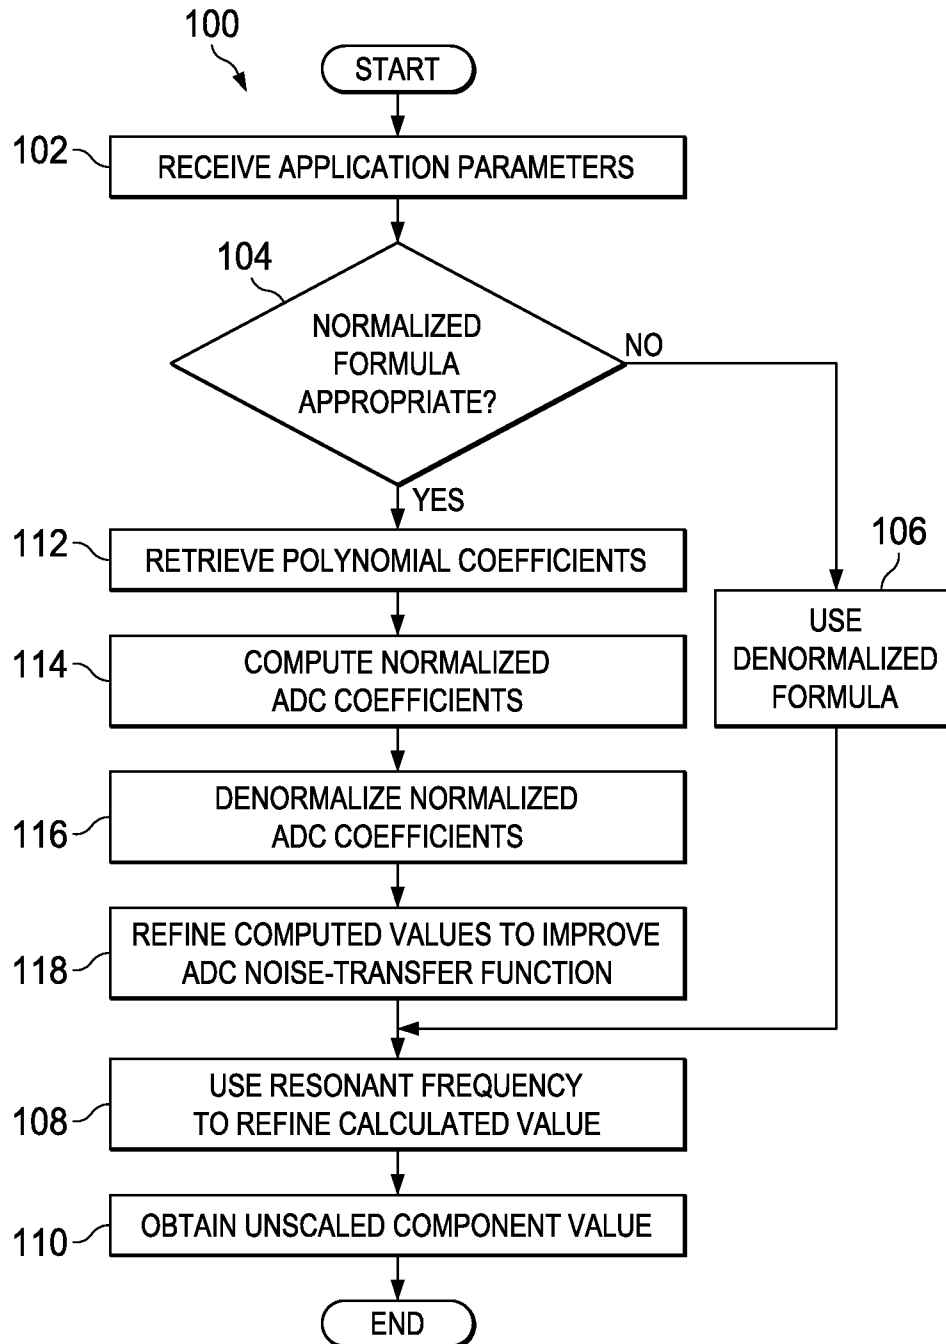 100
START
102
RECEIVE APPLICATION PARAMETERS
104
NORMALIZED
FORMULA
APPROPRIATE?
NO
YES
112
RETRIEVE POLYNOMIAL COEFFICIENTS
106
USE
DENORMALIZED
FORMULA
114
COMPUTE NORMALIZED
ADC COEFFICIENTS
116
DENORMALIZE NORMALIZED
ADC COEFFICIENTS
118
REFINE COMPUTED VALUES TO IMPROVE
ADC NOISE-TRANSFER FUNCTION
108
USE RESONANT FREQUENCY
TO REFINE CALCULATED VALUE
110
OBTAIN UNSCALED COMPONENT VALUE
END